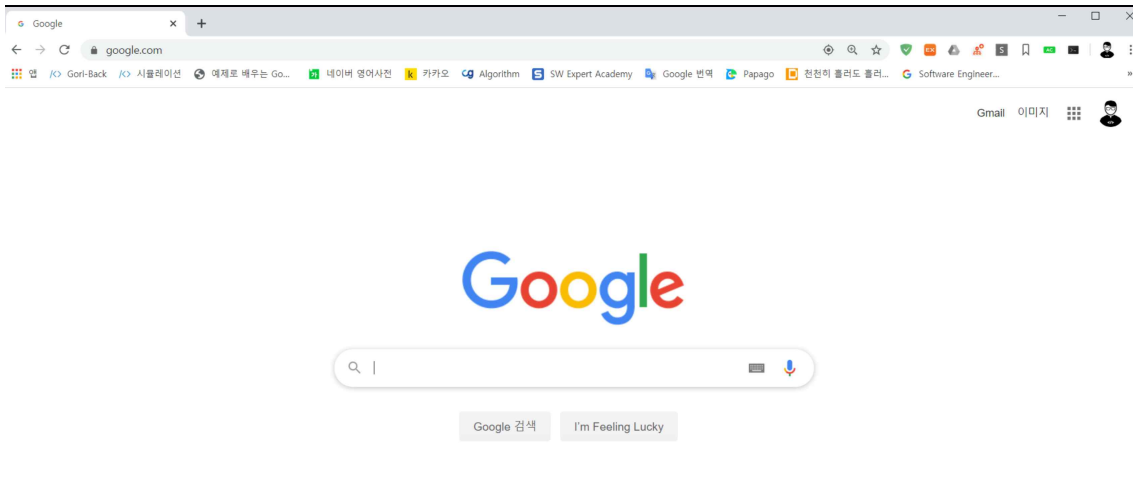 Google
google.com
앱 Gori-Back 시뮬레이션 예제로 배우는 Go... 네이버 영어사전 카카오 Algorithm SW Expert Academy Google 번역 Papago 천천히 흘러도 흘러... Software Engineer...
Gmail 이미지
Google
Google 검색 I'm Feeling Lucky